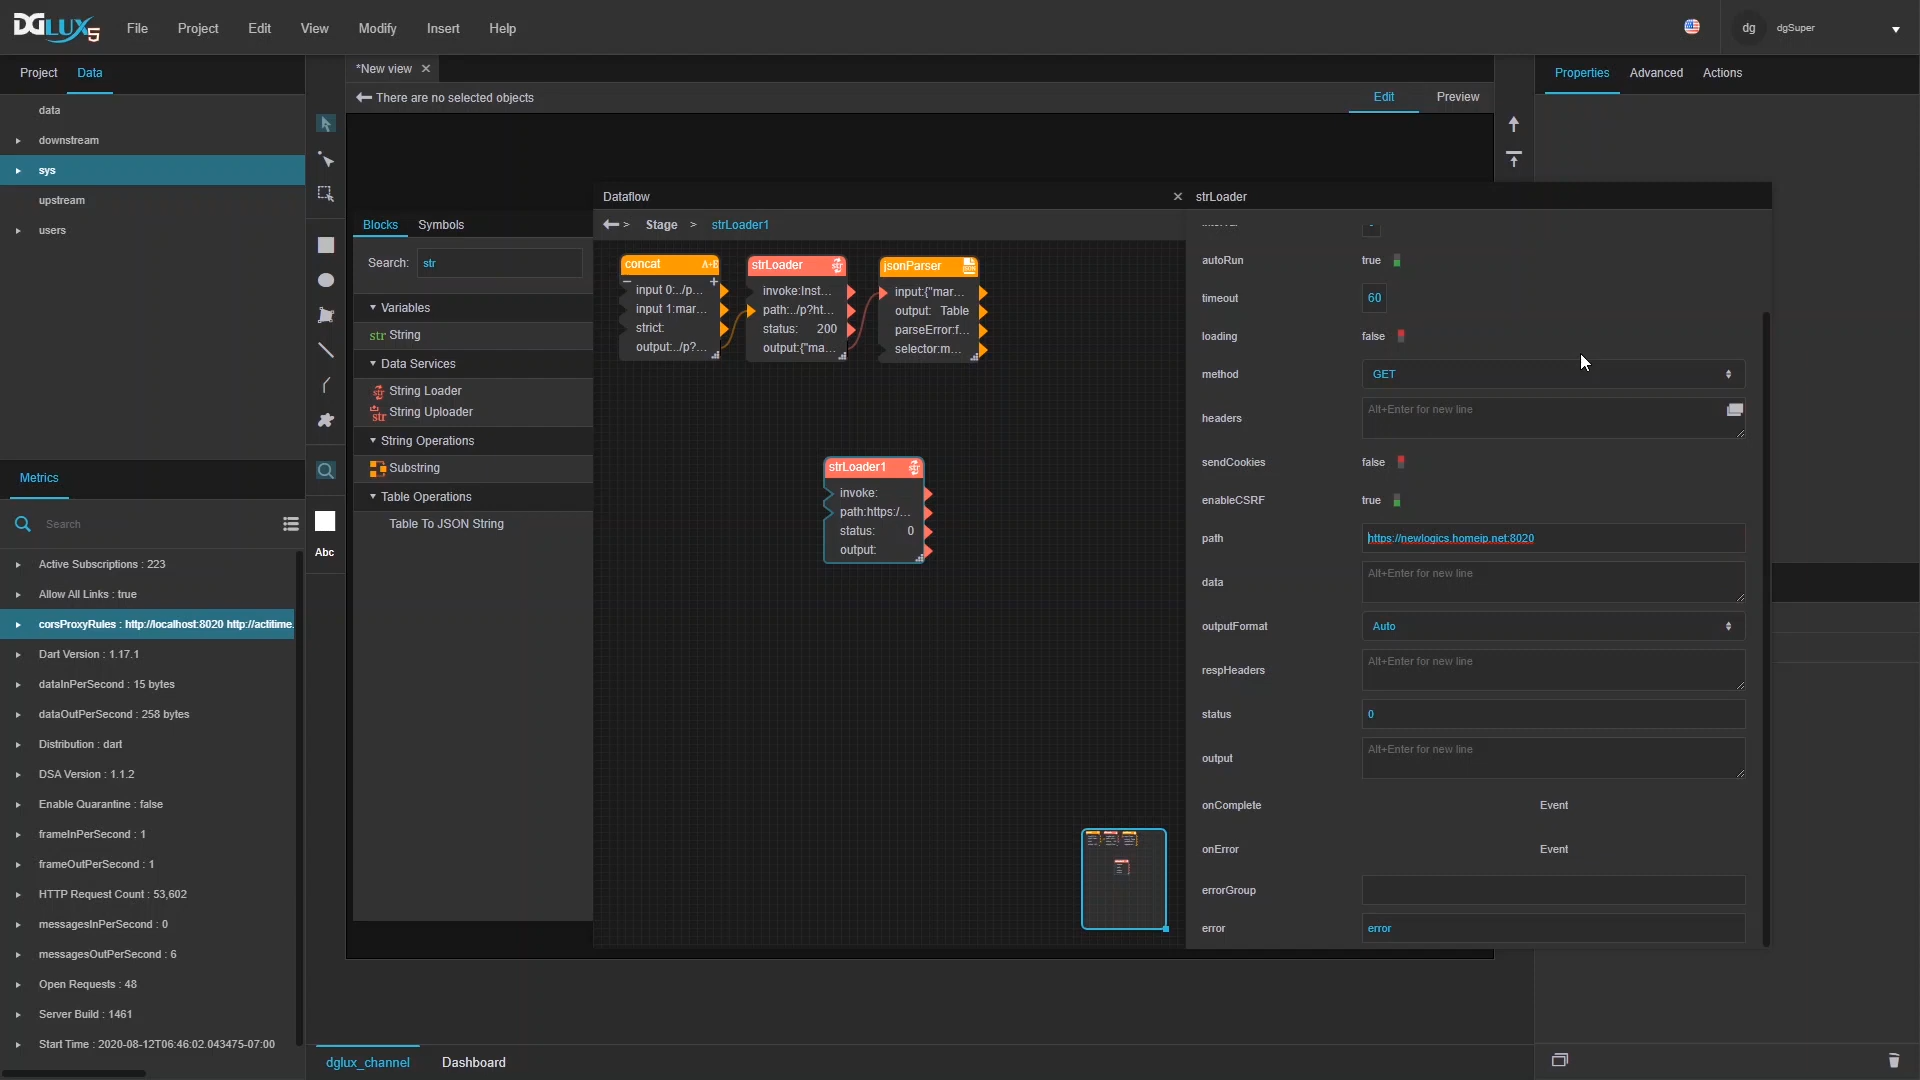 DGLUX5
File
Project
Edit
View
Modify
Insert
Help
dg
dgSuper
Project
Data
data
downstream
sys
upstream
users
Metrics
Search
Active Subscriptions : 223
Allow All Links : true
corsProxyRules : http://localhost:8020 http://actitime.
Dart Version : 1.17.1
dataInPerSecond : 15 bytes
dataOutPerSecond : 258 bytes
Distribution : dart
DSA Version : 1.1.2
Enable Quarantine : false
frameInPerSecond : 1
frameOutPerSecond : 1
HTTP Request Count : 53,602
messagesInPerSecond : 0
messagesOutPerSecond : 6
Open Requests : 48
Server Build : 1461
Start Time : 2020-08-12T06:46:02.043475-07:00
Abc
*New view
There are no selected objects
Edit
Preview
Blocks
Symbols
Search:
str
Variables
str String
Data Services
str String Loader
str String Uploader
String Operations
Substring
Table Operations
Table To JSON String
Dataflow
> Stage > strLoader1
concat
A+B
input 0:../p...
input 1:mar...
strict:
output:../p?...
strLoader
invoke:Inst...
path:../p?ht...
status: 200
output:{"ma...
jsonParser
JSON
input:{"mar...
output: Table
parseError:f...
selector:m...
strLoader1
invoke:
path:https:/...
status: 0
output:
strLoader
autoRun
true
timeout
60
loading
false
method
GET
headers
Alt+Enter for new line
sendCookies
false
enableCSRF
true
path
https://newlogics.homeip.net:8020
data
Alt+Enter for new line
outputFormat
Auto
respHeaders
Alt+Enter for new line
status
0
output
Alt+Enter for new line
onComplete
Event
onError
Event
errorGroup
error
error
Properties
Advanced
Actions
dglux_channel
Dashboard